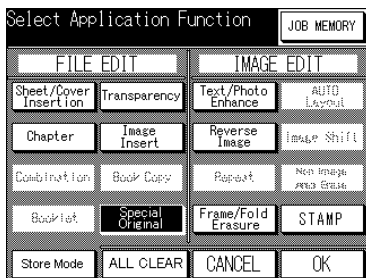 Select Application Function
JOB MEMORY
FILE EDIT
IMAGE EDIT
Sheet/Cover
Insertion
Transparency
Text/Photo
Enhance
AUTO
Layout
Chapter
Image
Insert
Reverse
Image
Image Shift
Combination
Book Copy
Repeat
Non Image
Area Erase
Booklet
Special
Original
Frame/Fold
Erasure
STAMP
Store Mode
ALL CLEAR
CANCEL
OK